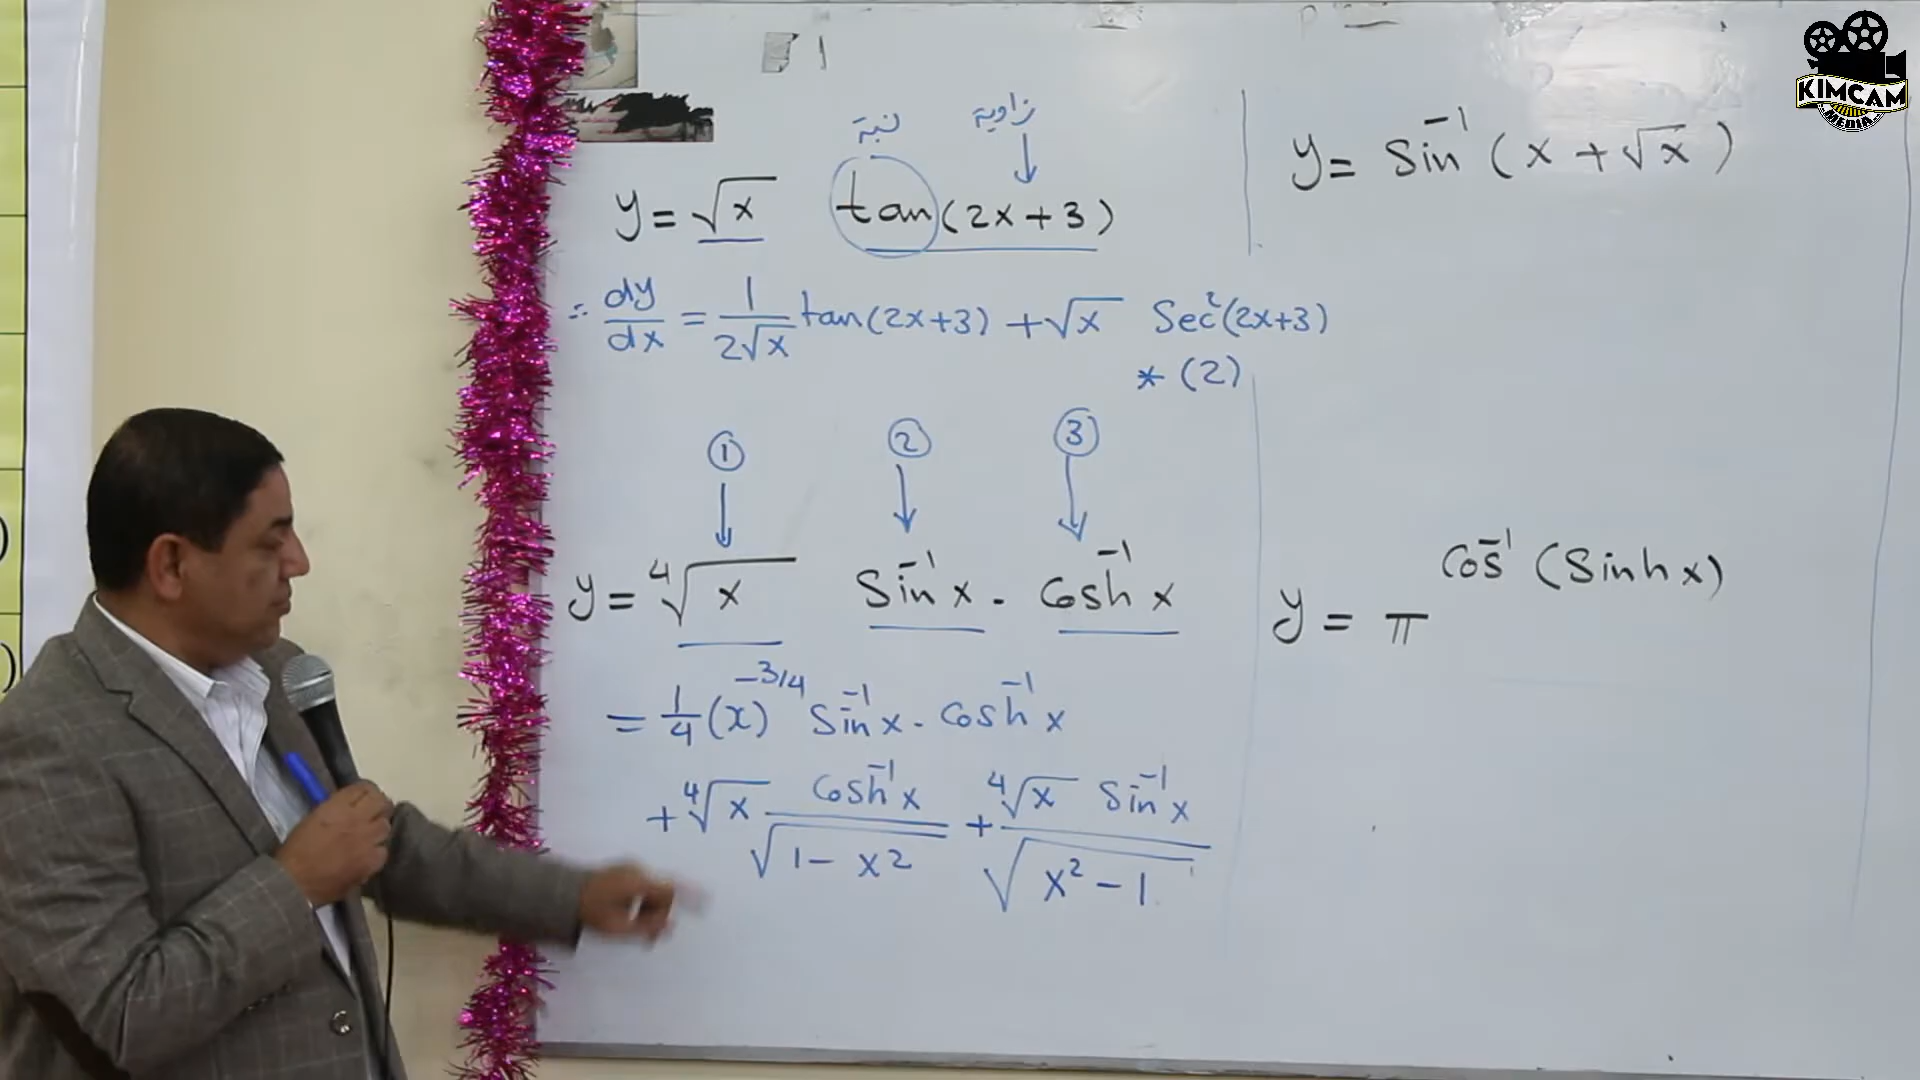 زاوية
نسبة
y = √x tan(2x+3)
∴ dy/dx = 1/(2√x) tan(2x+3) + √x Sec²(2x+3)
* (2)
① ② ③
y = ⁴√x Sin⁻¹x . Cosh⁻¹x
= 1/4 (x)^(-3/4) Sin⁻¹x . Cosh⁻¹x
+ ⁴√x Cosh⁻¹x/√(1-x²) + ⁴√x Sin⁻¹x/√(x²-1)
y = Sin⁻¹(x+√x)
y = π^(Cos⁻¹(Sinhx))
KIMCAM
MEDIA